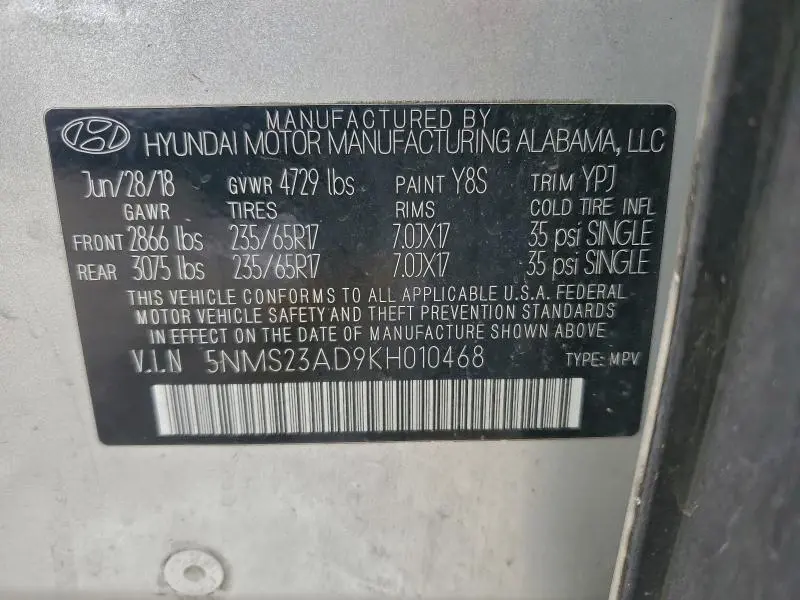 MANUFACTURED BY
HYUNDAI MOTOR MANUFACTURING ALABAMA, LLC
Jun/28/18 GVWR 4729 lbs PAINT Y8S TRIM YPJ
GAWR TIRES RIMS COLD TIRE INFL
FRONT 2866 lbs 235/65R17 7.0JX17 35 psi SINGLE
REAR 3075 lbs 235/65R17 7.0JX17 35 psi SINGLE
THIS VEHICLE CONFORMS TO ALL APPLICABLE U.S.A. FEDERAL
MOTOR VEHICLE SAFETY AND THEFT PREVENTION STANDARDS
IN EFFECT ON THE DATE OF MANUFACTURE SHOWN ABOVE
V.I.N 5NMS23AD9KH010468 TYPE: MPV